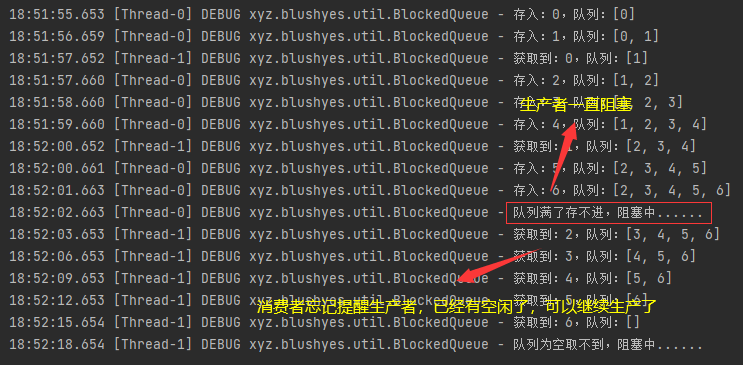 18:51:55.653 [Thread-0] DEBUG xyz.blushyes.util.BlockedQueue - 存入：0，队列：[0]
18:51:56.659 [Thread-0] DEBUG xyz.blushyes.util.BlockedQueue - 存入：1，队列：[0, 1]
18:51:57.652 [Thread-1] DEBUG xyz.blushyes.util.BlockedQueue - 获取到：0，队列：[1]
18:51:57.660 [Thread-0] DEBUG xyz.blushyes.util.BlockedQueue - 存入：2，队列：[1, 2]
18:51:58.660 [Thread-0] DEBUG xyz.blushyes.util.BlockedQueue - 2, 3]
生产者一直阻塞
18:51:59.660 [Thread-0] DEBUG xyz.blushyes.util.BlockedQueue - 存入：4，队列：[1, 2, 3, 4]
18:52:00.652 [Thread-1] DEBUG xyz.blushyes.util.BlockedQueue - 获取到：1，队列：[2, 3, 4]
18:52:00.661 [Thread-0] DEBUG xyz.blushyes.util.BlockedQueue - 存入：5，队列：[2, 3, 4, 5]
18:52:01.663 [Thread-0] DEBUG xyz.blushyes.util.BlockedQueue - 存入：6，队列：[2, 3, 4, 5, 6]
18:52:02.663 [Thread-0] DEBUG xyz.blushyes.util.BlockedQueue - 队列满了存不进，阻塞中......
18:52:03.653 [Thread-1] DEBUG xyz.blushyes.util.BlockedQueue - 获取到：2，队列：[3, 4, 5, 6]
18:52:06.653 [Thread-1] DEBUG xyz.blushyes.util.BlockedQueue - 获取到：3，队列：[4, 5, 6]
18:52:09.653 [Thread-1] DEBUG xyz.blushyes.util.BlockedQueue - 获取到：4，队列：[5, 6]
18:52:12.653 [Thread-1] DEBUG xyz.blushyes.util.BlockedQueue - 获取到：5，队列：[6]
消费者忘记提醒生产者，已经有空闲了，可以继续生产了
18:52:15.654 [Thread-1] DEBUG xyz.blushyes.util.BlockedQueue - 获取到：6，队列：[]
18:52:18.654 [Thread-1] DEBUG xyz.blushyes.util.BlockedQueue - 队列为空取不到，阻塞中......